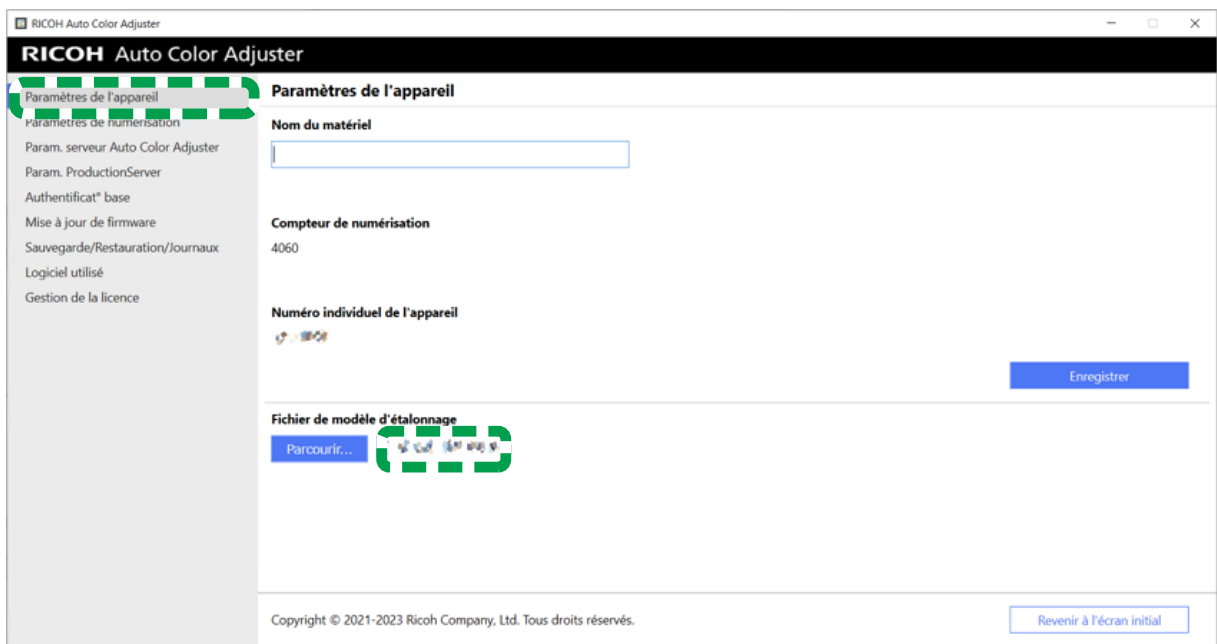 RICOH Auto Color Adjuster
RICOH Auto Color Adjuster
Paramètres de l'appareil
Paramètres de numérisation
Param. serveur Auto Color Adjuster
Param. ProductionServer
Authentificat° base
Mise à jour de firmware
Sauvegarde/Restauration/Journaux
Logiciel utilisé
Gestion de la licence
Paramètres de l'appareil
Nom du matériel
Compteur de numérisation
4060
Numéro individuel de l'appareil
Enregistrer
Fichier de modèle d'étalonnage
Parcourir...
Copyright © 2021-2023 Ricoh Company, Ltd. Tous droits réservés.
Revenir à l'écran initial